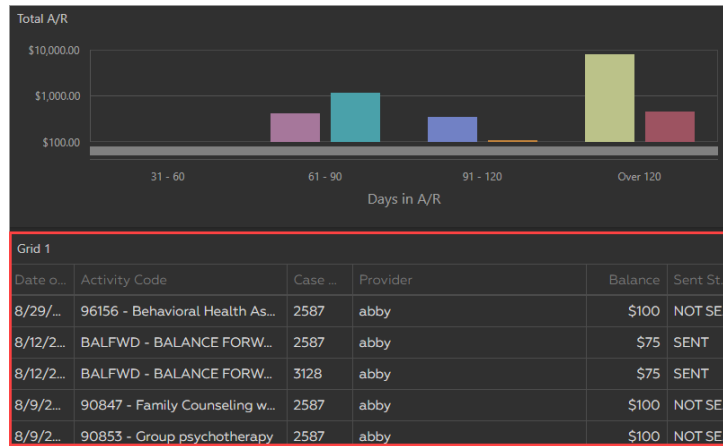 Total A/R
$10,000.00
$1,000.00
$100.00
31 - 60 61 - 90 91 - 120 Over 120
Days in A/R
Grid 1
Date o... Activity Code Case ... Provider Balance Sent St.
8/29/... 96156 - Behavioral Health As... 2587 abby $100 NOT SE
8/12/2... BALFWD - BALANCE FORW... 2587 abby $75 SENT
8/12/2... BALFWD - BALANCE FORW... 3128 abby $75 SENT
8/9/2... 90847 - Family Counseling w... 2587 abby $100 NOT SE
8/9/2... 90853 - Group psychotherapy 2587 abby $100 NOT SE